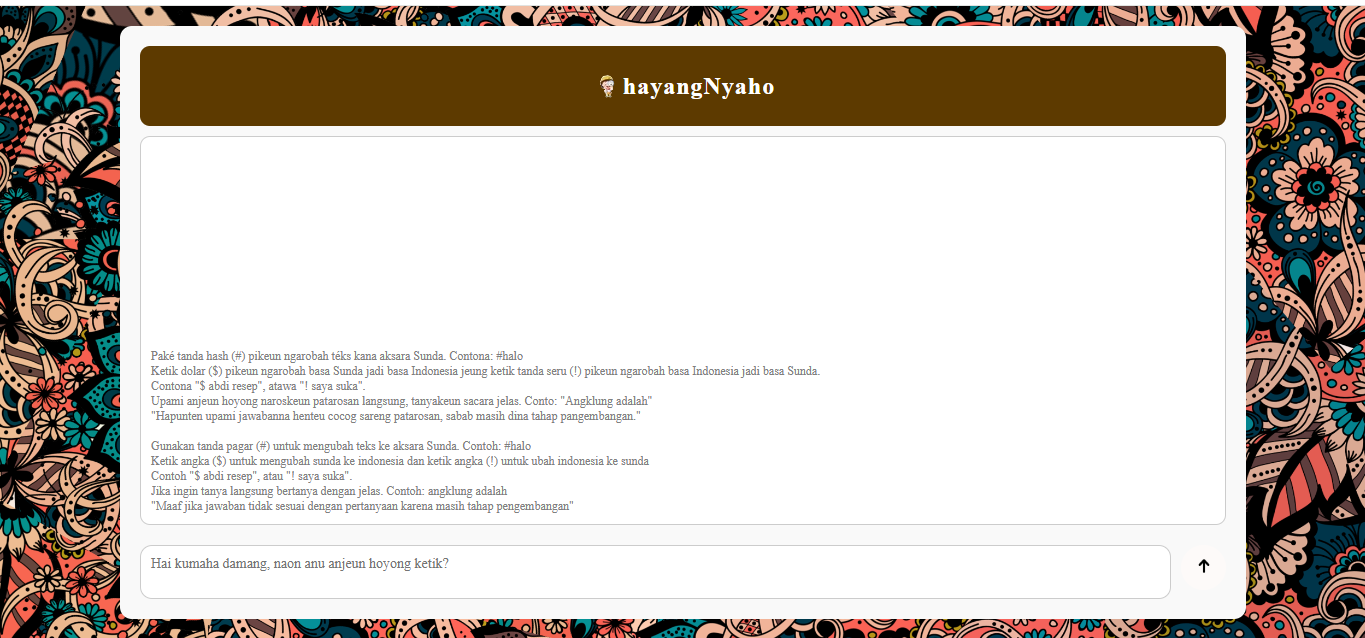 hayangNyaho
Paké tanda hash (#) pikeun ngarobah téks kana aksara Sunda. Contona: #halo
Ketik dolar ($) pikeun ngarobah basa Sunda jadi basa Indonesia jeung ketik tanda seru (!) pikeun ngarobah basa Indonesia jadi basa Sunda.
Contona "$ abdi resep", atawa "! saya suka".
Upami anjeun hoyong naroskeun patarosan langsung, tanyakeun sacara jelas. Conto: "Angklung adalah"
"Hapunten upami jawabanna henteu cocog sareng patarosan, sabab masih dina tahap pangembangan."
Gunakan tanda pagar (#) untuk mengubah teks ke aksara Sunda. Contoh: #halo
Ketik angka ($) untuk mengubah sunda ke indonesia dan ketik angka (!) untuk ubah indonesia ke sunda
Contoh "$ abdi resep", atau "! saya suka".
Jika ingin tanya langsung bertanya dengan jelas. Contoh: angklung adalah
"Maaf jika jawaban tidak sesuai dengan pertanyaan karena masih tahap pengembangan"
Hai kumaha damang, naon anu anjeun hoyong ketik?